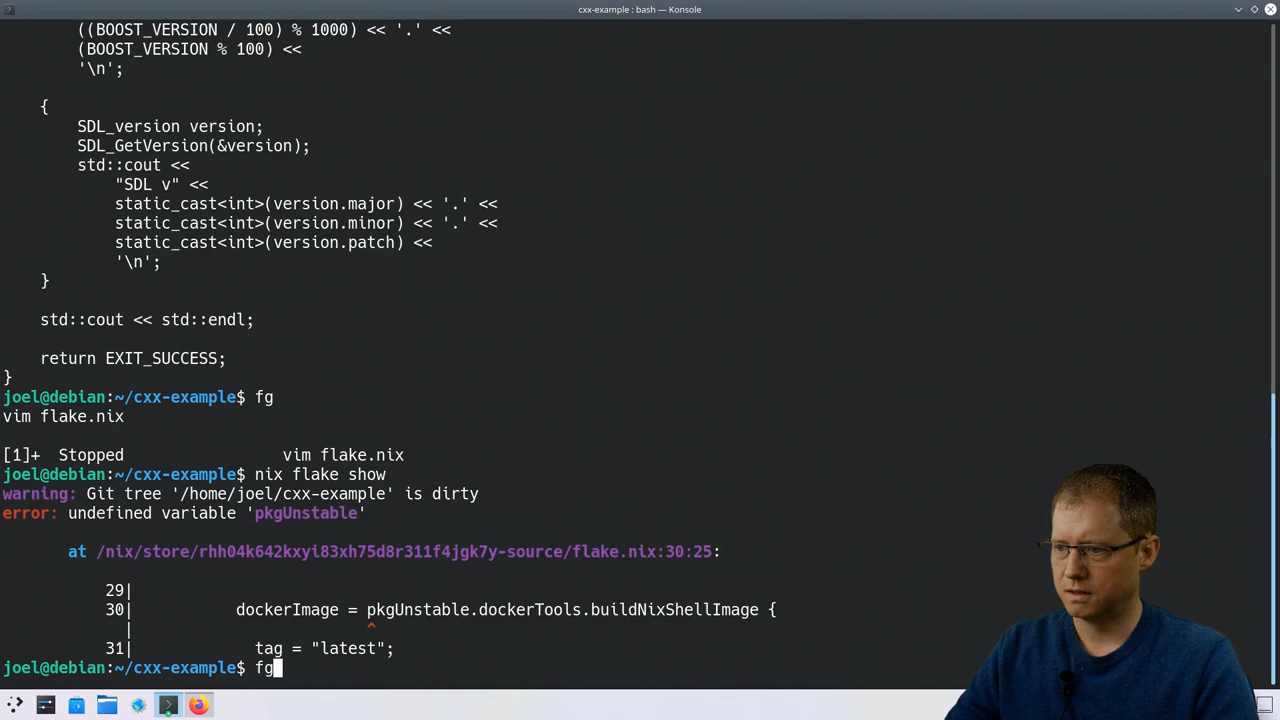 cxx-example : bash — Konsole
((BOOST_VERSION / 100) % 1000) << '.' <<
(BOOST_VERSION % 100) <<
'\n';
{
SDL_version version;
SDL_GetVersion(&version);
std::cout <<
"SDL v" <<
static_cast<int>(version.major) << '.' <<
static_cast<int>(version.minor) << '.' <<
static_cast<int>(version.patch) <<
'\n';
}
std::cout << std::endl;
return EXIT_SUCCESS;
}
joel@debian:~/cxx-example$ fg
vim flake.nix
[1]+  Stopped                 vim flake.nix
joel@debian:~/cxx-example$ nix flake show
warning: Git tree '/home/joel/cxx-example' is dirty
error: undefined variable 'pkgUnstable'
at /nix/store/rhh04k642kxyi83xh75d8r311f4jgk7y-source/flake.nix:30:25:
29|
30|           dockerImage = pkgUnstable.dockerTools.buildNixShellImage {
|                         ^
31|             tag = "latest";
joel@debian:~/cxx-example$ fg